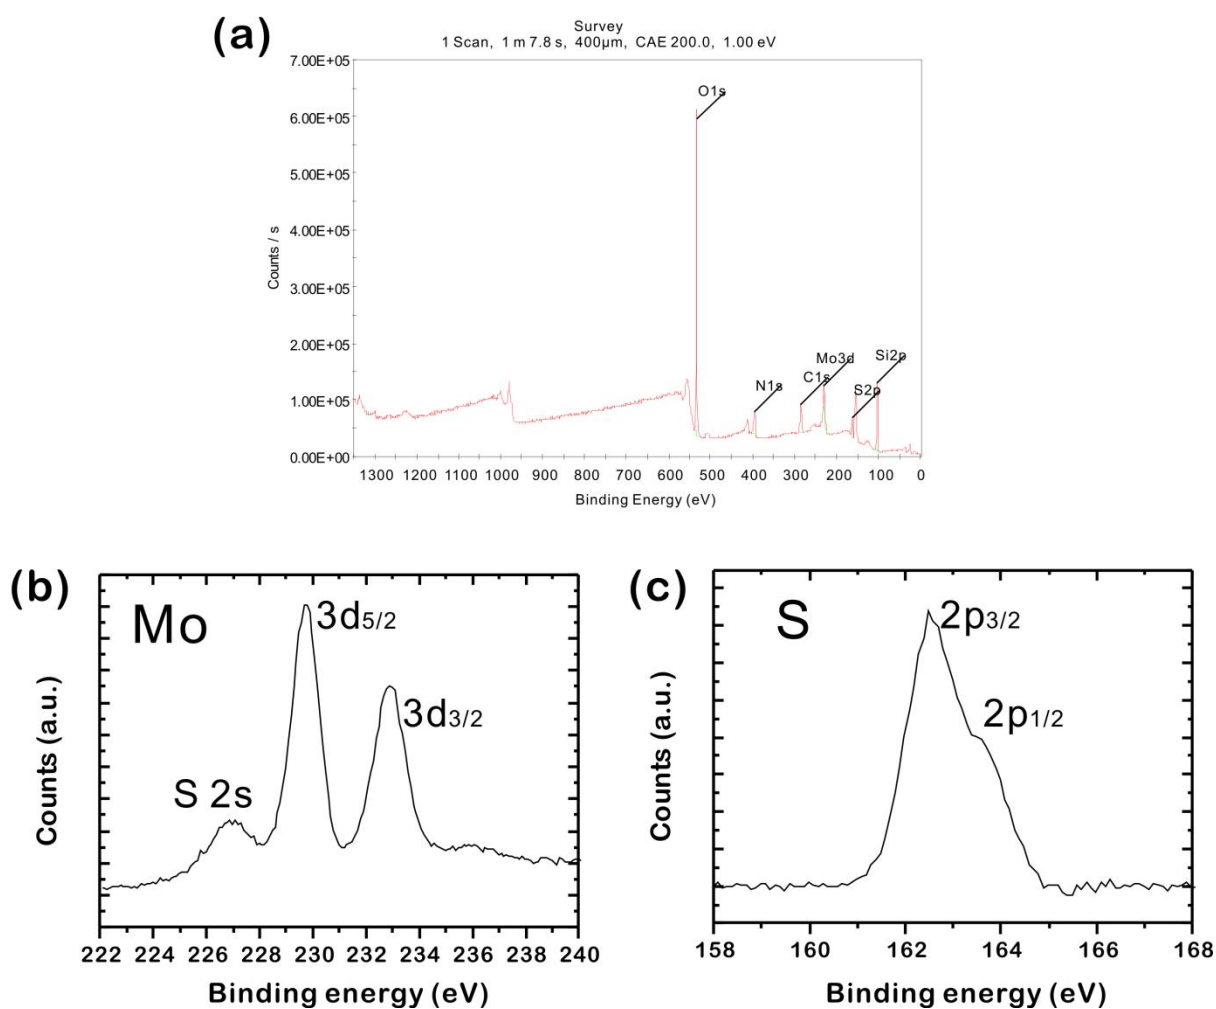 (a)
Survey
1 Scan, 1 m 7.8 s, 400µm, CAE 200.0, 1.00 eV
7.00E+05
6.00E+05
5.00E+05
4.00E+05
3.00E+05
2.00E+05
1.00E+05
0.00E+00
Counts / s
O1s
N1s
C1s
Mo3d
S2p
Si2p
1300 1200 1100 1000 900 800 700 600 500 400 300 200 100 0
Binding Energy (eV)
(b)
Mo
3d5/2
3d3/2
S 2s
Counts (a.u.)
222 224 226 228 230 232 234 236 238 240
Binding energy (eV)
(c)
S
2p3/2
2p1/2
Counts (a.u.)
158 160 162 164 166 168
Binding energy (eV)